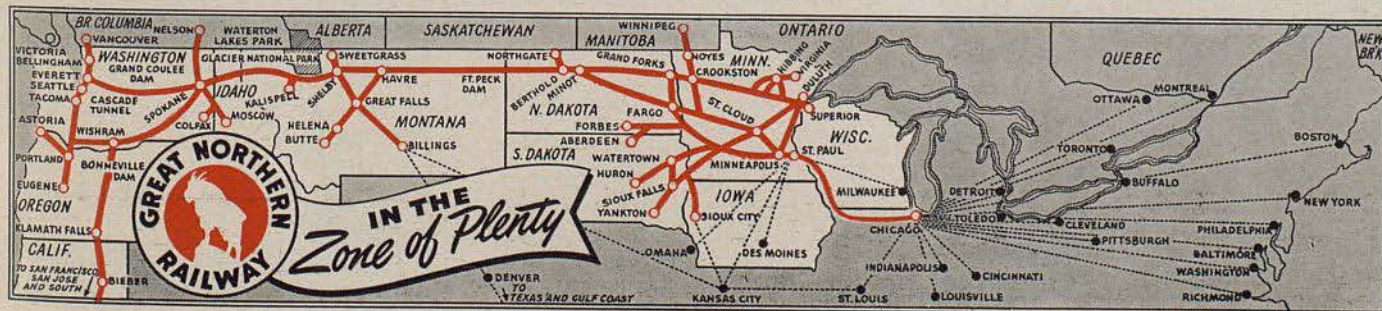 BR. COLUMBIA
NELSON
VANCOUVER
WATERTON
LAKES PARK
ALBERTA
SASKATCHEWAN
WINNIPEG
MANITOBA
ONTARIO
QUEBEC
NEW
BR'K
VICTORIA
BELLINGHAM
WASHINGTON
GRAND COULEE
DAM
GLACIER NATIONAL PARK
SWEETGRASS
NORTHGATE
GRAND FORKS
NOYES
CROOKSTON
MINN.
HIBBING
VIRGINIA
DULUTH
EVERETT
SEATTLE
TACOMA
CASCADE
TUNNEL
SPOKANE
IDAHO
KALISPELL
SHELBY
HAVRE
FT. PECK
DAM
BERTHOLD
MINOT
MOSCOW
COLFAX
GREAT FALLS
HELENA
BUTTE
MONTANA
BILLINGS
N. DAKOTA
FARGO
FORBES
ABERDEEN
ST. CLOUD
SUPERIOR
WISC.
OTTAWA
MONTREAL
ASTORIA
WISHRAM
PORTLAND
BONNEVILLE
DAM
EUGENE
OREGON
KLAMATH FALLS
CALIF.
TO SAN FRANCISCO,
SAN JOSE
AND SOUTH
BIEBER
S. DAKOTA
WATERTOWN
HURON
SIOUX FALLS
YANKTON
MINNEAPOLIS
ST. PAUL
IOWA
SIOUX CITY
MILWAUKEE
CHICAGO
DETROIT
TOLEDO
TORONTO
BUFFALO
BOSTON
NEW YORK
CLEVELAND
PITTSBURGH
PHILADELPHIA
BALTIMORE
WASHINGTON
RICHMOND
OMAHA
DES MOINES
KANSAS CITY
ST. LOUIS
INDIANAPOLIS
CINCINNATI
LOUISVILLE
DENVER
TO
TEXAS AND GULF COAST
GREAT NORTHERN
RAILWAY
IN THE
Zone of Plenty